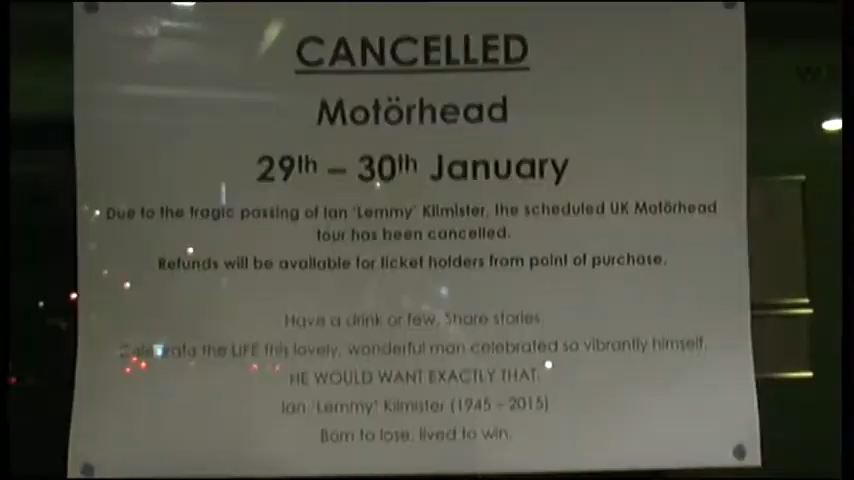 CANCELLED
Motörhead
29th – 30th January
Due to the tragic passing of Ian 'Lemmy' Kilmister, the scheduled UK Motörhead
tour has been cancelled.
Refunds will be available for ticket holders from point of purchase.
Have a drink or few. Share stories
Celebrate the LIFE this lovely, wonderful man celebrated so vibrantly himself.
HE WOULD WANT EXACTLY THAT.
Ian 'Lemmy' Kilmister (1945 - 2015)
Born to lose, lived to win.